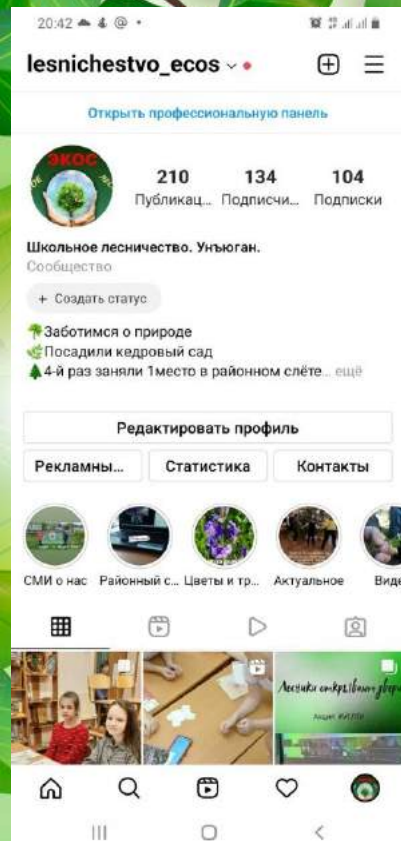 20:42
lesnichestvo_ecos
Открыть профессиональную панель
ЭКОС
210 134 104
Публикац... Подписчи... Подписки
Школьное лесничество. Унъюган.
Сообщество
+ Создать статус
Заботимся о природе
Посадили кедровый сад
4-й раз заняли 1место в районном слёте... ещё
Редактировать профиль
Рекламны... Статистика Контакты
СМИ о нас Районный с... Цветы и тр... Актуальное Виде
Лесники открывают двери